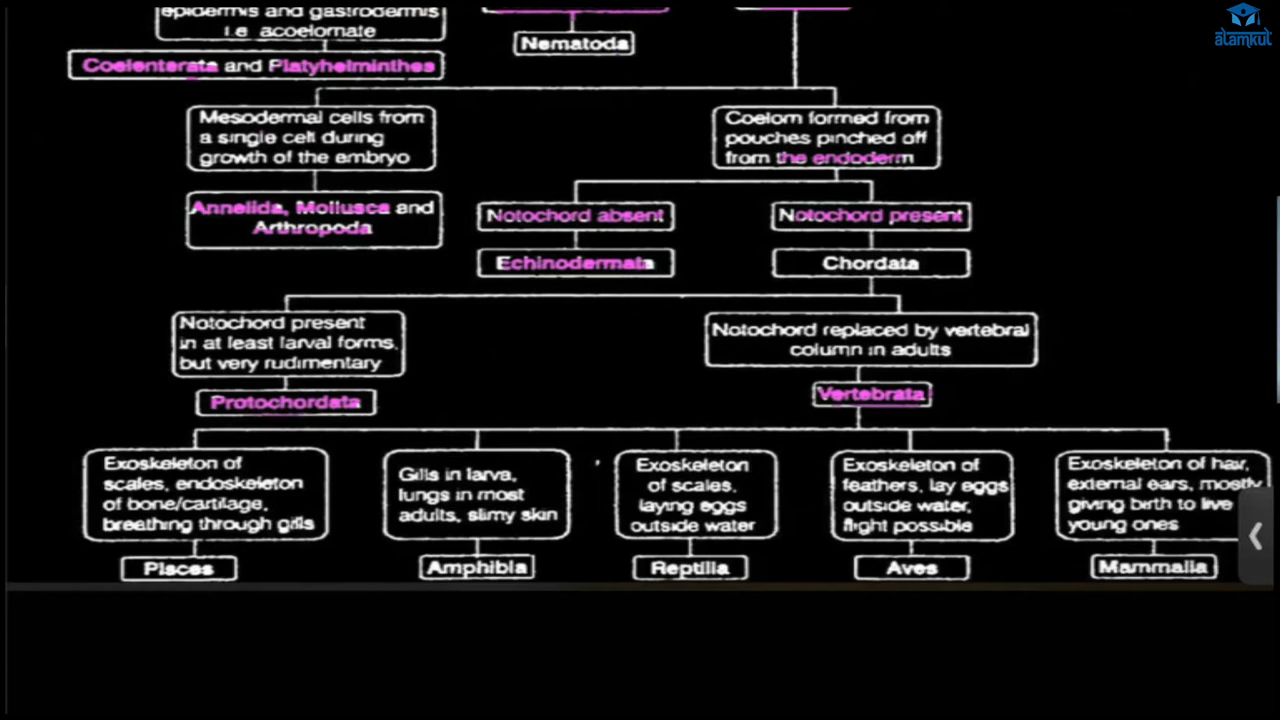 epidermis and gastrodermis
i.e acoelomate
Coelenterata and Platyhelminthes
Nematoda
atamkul
Mesodermal cells from
a single cell during
growth of the embryo
Annelida, Mollusca and
Arthropoda
Coelom formed from
pouches pinched off
from the endoderm
Notochord absent
Echinodermata
Notochord present
Chordata
Notochord present
in at least larval forms,
but very rudimentary
Protochordata
Notochord replaced by vertebral
column in adults
Vertebrata
Exoskeleton of
scales, endoskeleton
of bone/cartilage,
breathing through gills
Pisces
Gills in larva,
lungs in most
adults, slimy skin
Amphibia
Exoskeleton
of scales,
laying eggs
outside water
Reptilia
Exoskeleton of
feathers, lay eggs
outside water,
flight possible
Aves
Exoskeleton of hair,
external ears, mostly
giving birth to live
young ones
Mammalia